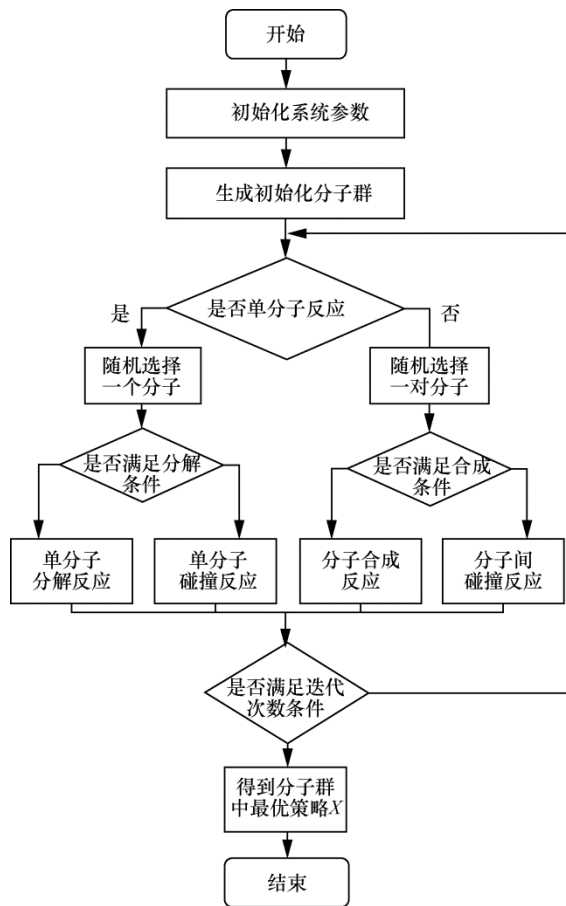 开始
初始化系统参数
生成初始化分子群
是否单分子反应
是
否
随机选择
一个分子
随机选择
一对分子
是否满足分解
条件
是否满足合成
条件
单分子
分解反应
单分子
碰撞反应
分子合成
反应
分子间
碰撞反应
是否满足迭代
次数条件
得到分子群
中最优策略X
结束